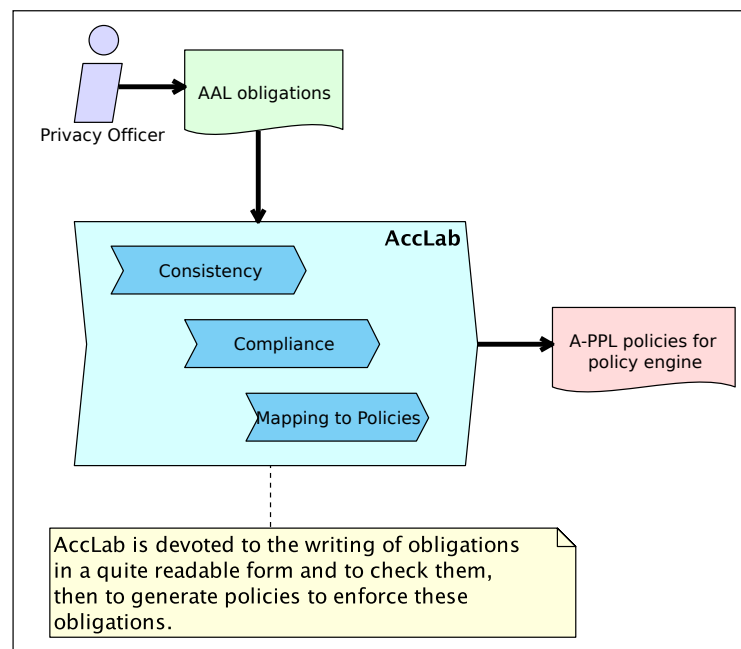 AAL obligations
Privacy Officer
AccLab
Consistency
Compliance
Mapping to Policies
A-PPL policies for
policy engine
AccLab is devoted to the writing of obligations
in a quite readable form and to check them,
then to generate policies to enforce these
obligations.